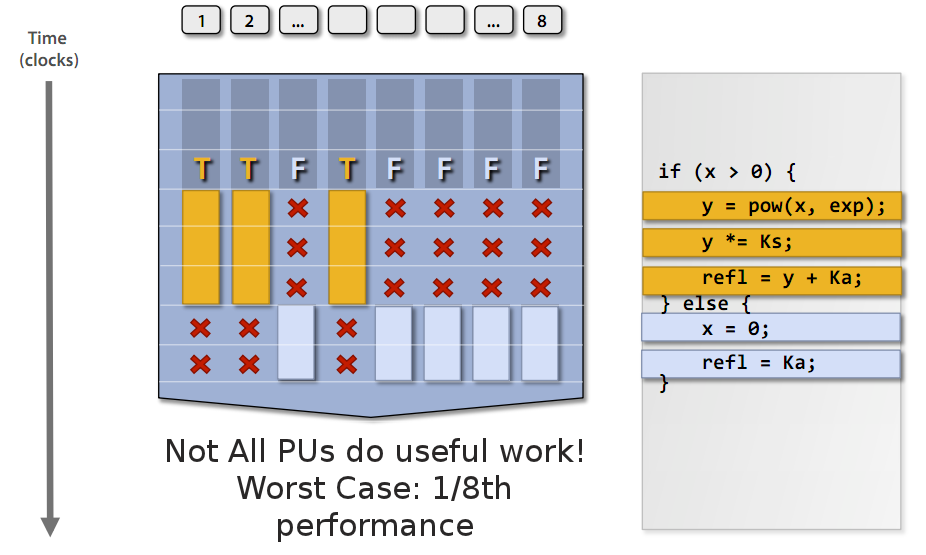 1 2 ... ... 8
Time
(clocks)
T T F T F F F F
if (x > 0) {
y = pow(x, exp);
y *= Ks;
refl = y + Ka;
} else {
x = 0;
refl = Ka;
}
Not All PUs do useful work!
Worst Case: 1/8th
performance